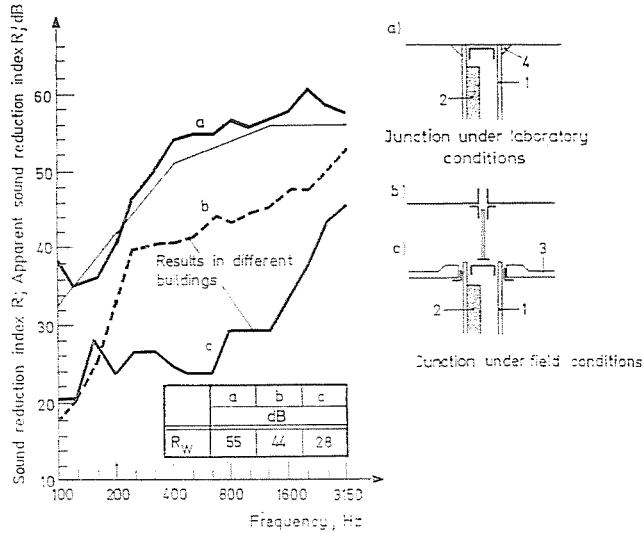 Sound reduction index R; Apparent sound reduction index R',dB
60
50
40
30
20
10
100
200
400
800
1600
3150
Frequency, Hz
a
b
c
Results in different
buildings
a b c
dB
R_W 55 44 28
a)
4
1
2
Junction under laboratory
conditions
b)
c)
3
2
1
Junction under field conditions